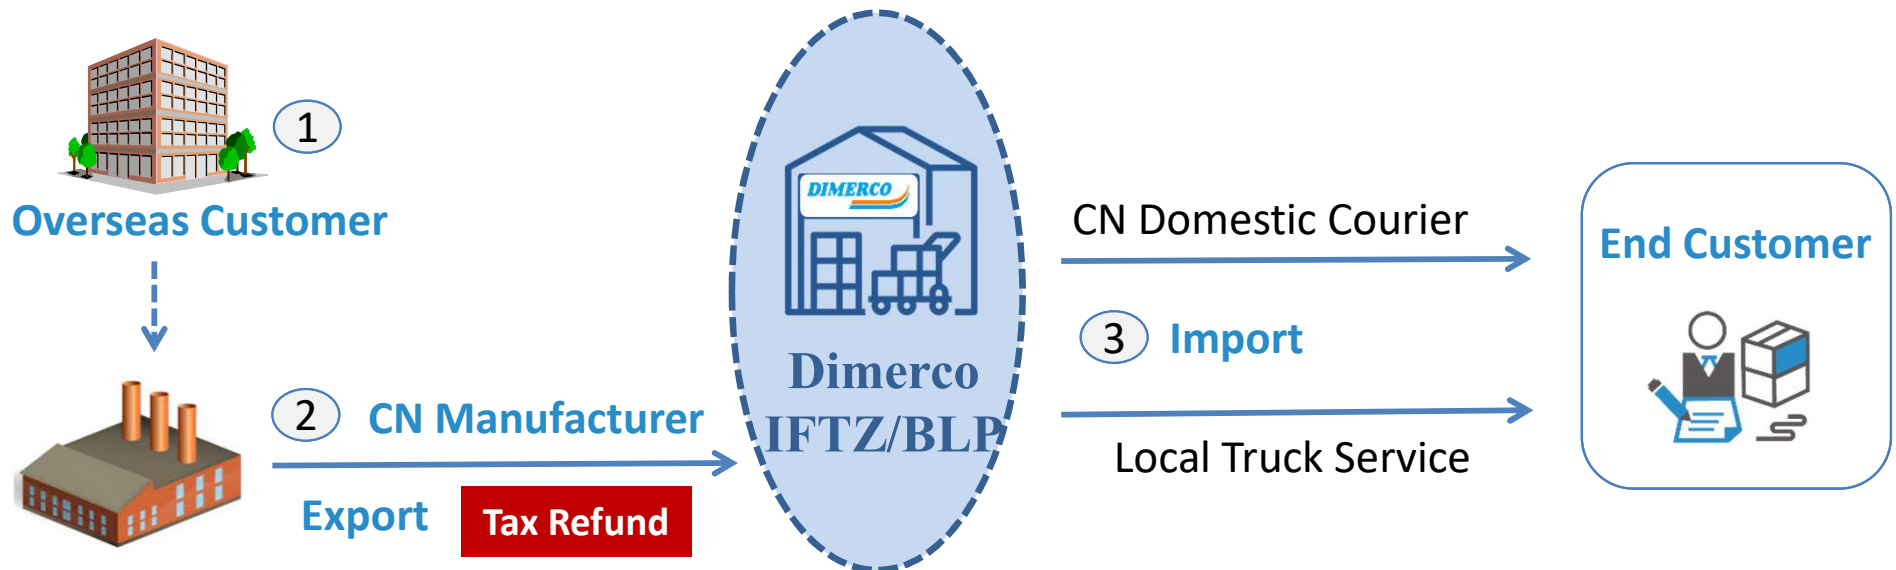 1
Overseas Customer
2
CN Manufacturer
Export
Tax Refund
DIMERCO
Dimerco
IFTZ/BLP
CN Domestic Courier
3
Import
Local Truck Service
End Customer